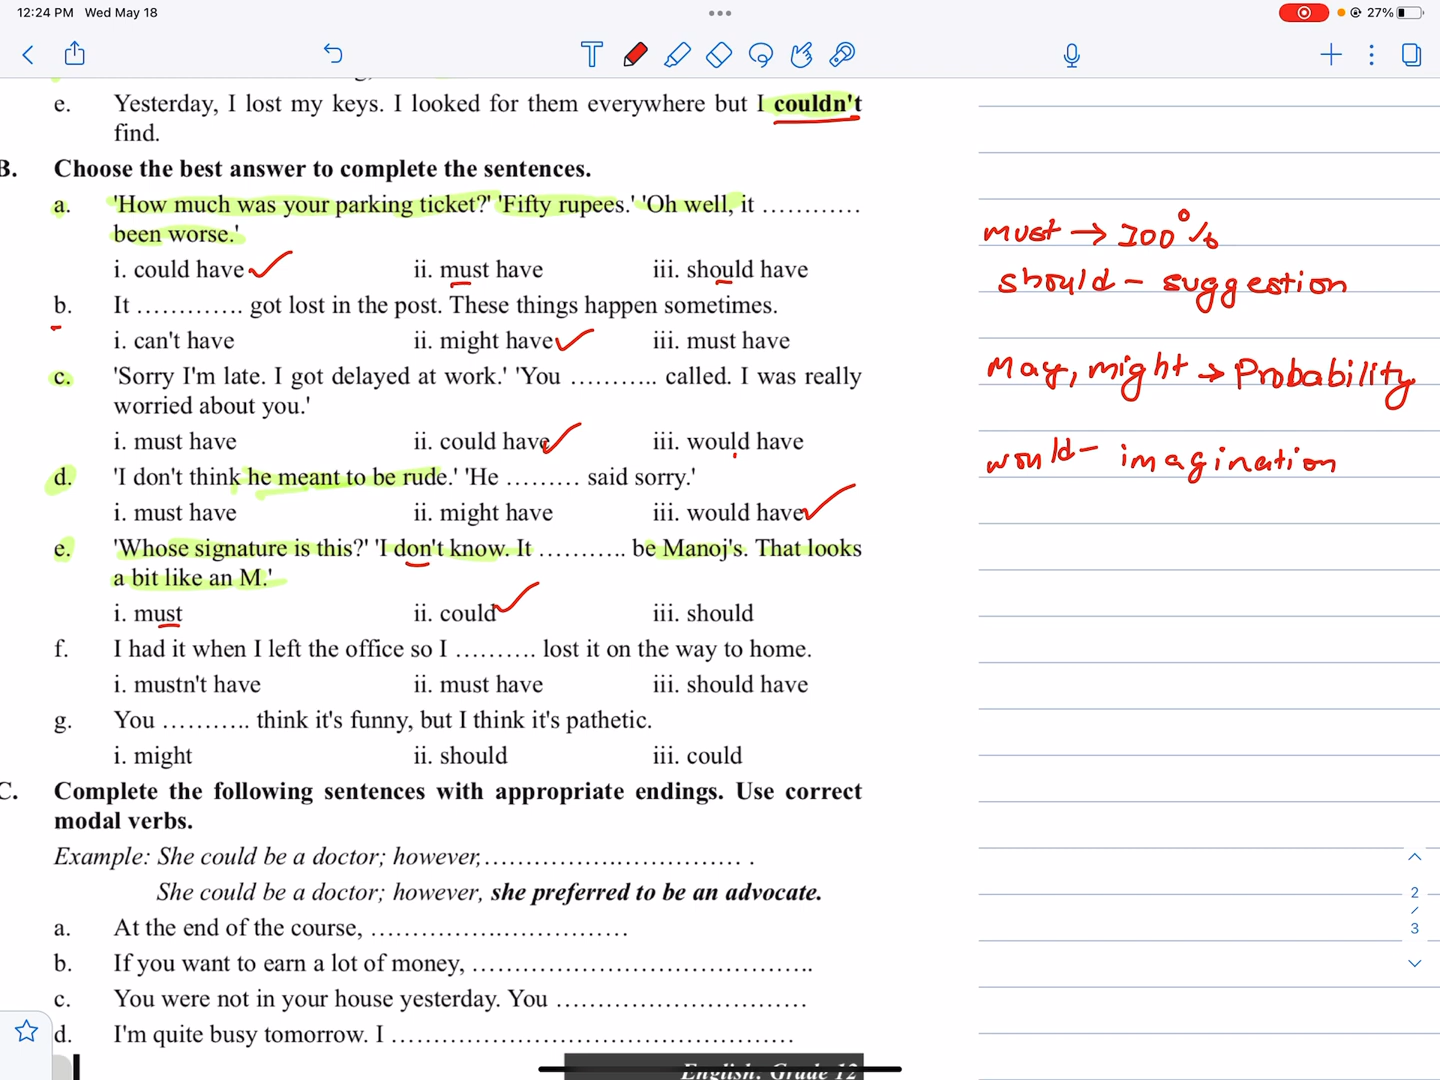 12:24 PM Wed May 18
27%
e. Yesterday, I lost my keys. I looked for them everywhere but I couldn't
find.
B. Choose the best answer to complete the sentences.
a. 'How much was your parking ticket?' 'Fifty rupees.' 'Oh well, it …………
been worse.'
i. could have ii. must have iii. should have
b. It …………. got lost in the post. These things happen sometimes.
i. can't have ii. might have iii. must have
c. 'Sorry I'm late. I got delayed at work.' 'You ……….. called. I was really
worried about you.'
i. must have ii. could have iii. would have
d. 'I don't think he meant to be rude.' 'He ……… said sorry.'
i. must have ii. might have iii. would have
e. 'Whose signature is this?' 'I don't know. It ……….. be Manoj's. That looks
a bit like an M.'
i. must ii. could iii. should
f. I had it when I left the office so I ………. lost it on the way to home.
i. mustn't have ii. must have iii. should have
g. You ……….. think it's funny, but I think it's pathetic.
i. might ii. should iii. could
C. Complete the following sentences with appropriate endings. Use correct
modal verbs.
Example: She could be a doctor; however,…………………………… .
She could be a doctor; however, she preferred to be an advocate.
a. At the end of the course, …………………………
b. If you want to earn a lot of money, …………………………………..
c. You were not in your house yesterday. You …………………………
d. I'm quite busy tomorrow. I …………………………………………
English: Grade 12
must → 100%
should - suggestion
May, might → Probability
would - imagination
2
/
3